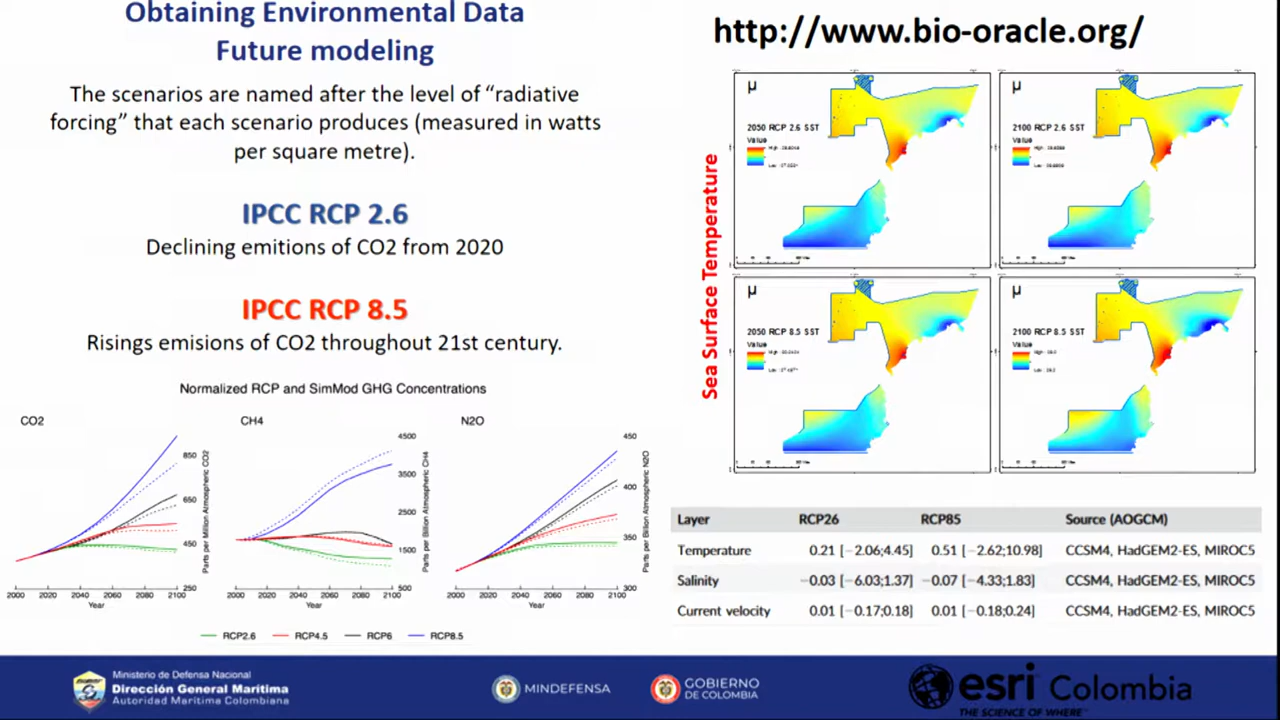 Obtaining Environmental Data
Future modeling
The scenarios are named after the level of “radiative
forcing” that each scenario produces (measured in watts
per square metre).
IPCC RCP 2.6
Declining emitions of CO2 from 2020
IPCC RCP 8.5
Risings emisions of CO2 throughout 21st century.
Normalized RCP and SimMod GHG Concentrations
CO2
850
650
450
250
Parts per Million Atmospheric CO2
2000 2020 2040 2060 2080 2100
Year
CH4
4500
3500
2500
1500
500
Parts per Billion Atmospheric CH4
2000 2020 2040 2060 2080 2100
Year
N2O
450
400
350
300
Parts per Billion Atmospheric N2O
2000 2020 2040 2060 2080 2100
Year
RCP2.6 RCP4.5 RCP6 RCP8.5
http://www.bio-oracle.org/
Sea Surface Temperature
2050 RCP 2.6 SST
Value
2100 RCP 2.6 SST
Value
2050 RCP 8.5 SST
Value
2100 RCP 8.5 SST
Value
Layer RCP26 RCP85 Source (AOGCM)
Temperature 0.21 [−2.06;4.45] 0.51 [−2.62;10.98] CCSM4, HadGEM2-ES, MIROC5
Salinity −0.03 [−6.03;1.37] −0.07 [−4.33;1.83] CCSM4, HadGEM2-ES, MIROC5
Current velocity 0.01 [−0.17;0.18] 0.01 [−0.18;0.24] CCSM4, HadGEM2-ES, MIROC5
Ministerio de Defensa Nacional
Dirección General Marítima
Autoridad Marítima Colombiana
MINDEFENSA
GOBIERNO
DE COLOMBIA
esri Colombia
THE SCIENCE OF WHERE